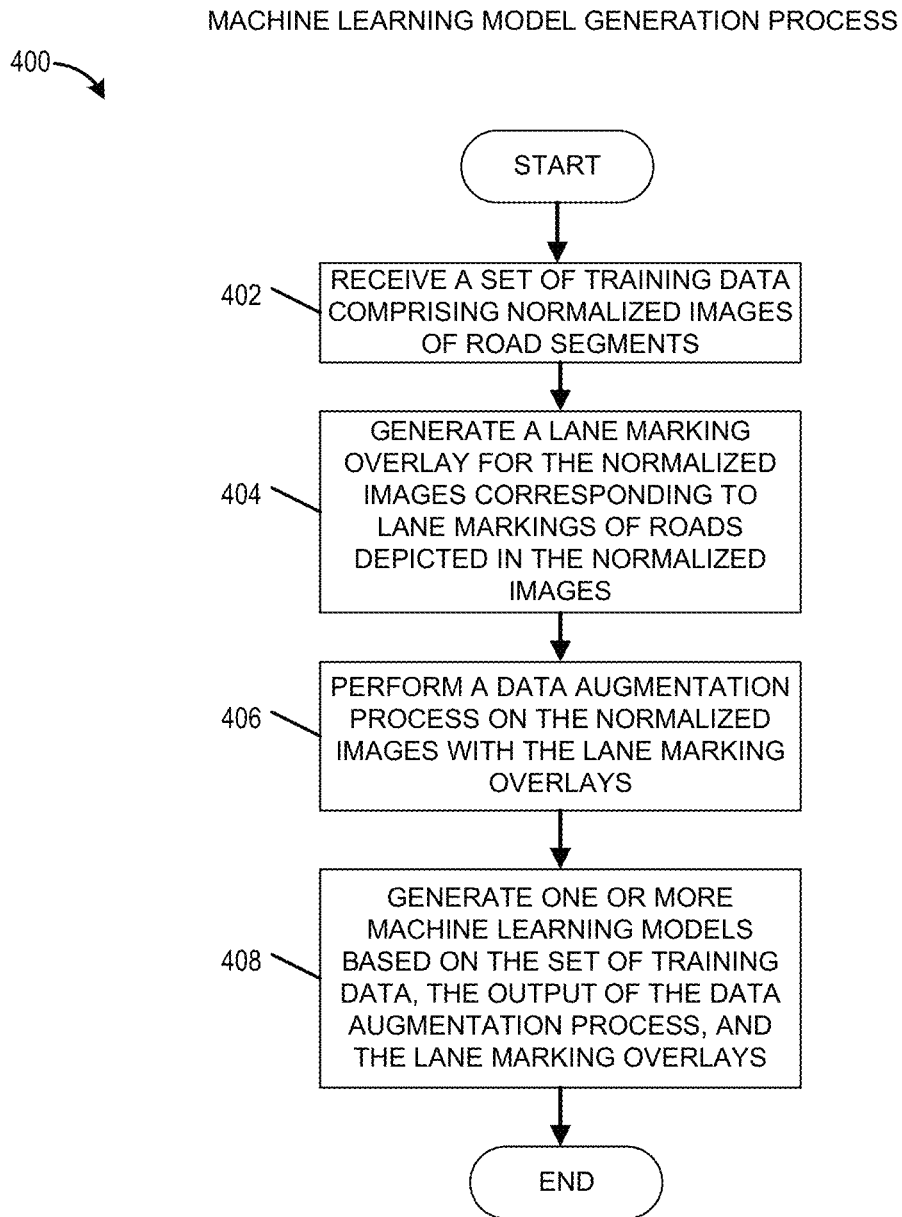 MACHINE LEARNING MODEL GENERATION PROCESS
400
START
402
RECEIVE A SET OF TRAINING DATA
COMPRISING NORMALIZED IMAGES
OF ROAD SEGMENTS
404
GENERATE A LANE MARKING
OVERLAY FOR THE NORMALIZED
IMAGES CORRESPONDING TO
LANE MARKINGS OF ROADS
DEPICTED IN THE NORMALIZED
IMAGES
406
PERFORM A DATA AUGMENTATION
PROCESS ON THE NORMALIZED
IMAGES WITH THE LANE MARKING
OVERLAYS
408
GENERATE ONE OR MORE
MACHINE LEARNING MODELS
BASED ON THE SET OF TRAINING
DATA, THE OUTPUT OF THE DATA
AUGMENTATION PROCESS, AND
THE LANE MARKING OVERLAYS
END